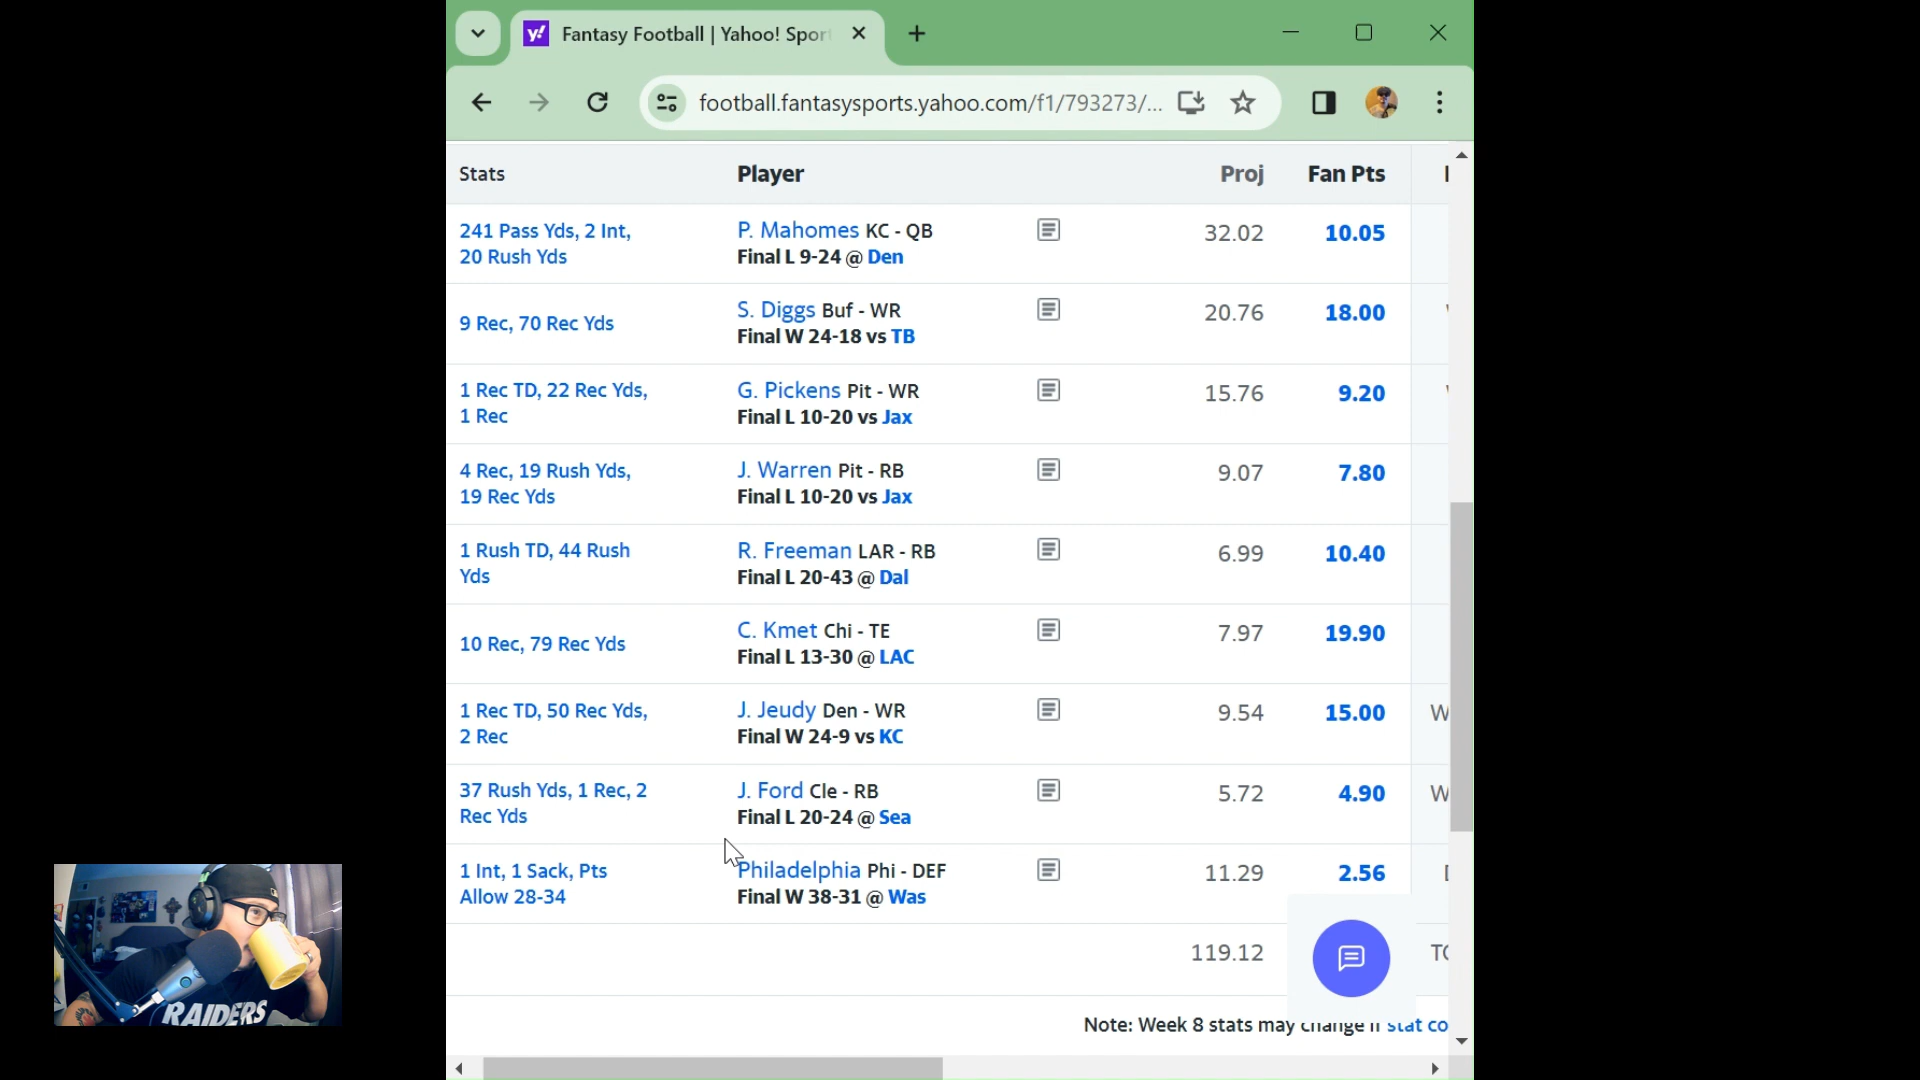 Fantasy Football | Yahoo! Spor
football.fantasysports.yahoo.com/f1/793273/...
Stats Player Proj Fan Pts
241 Pass Yds, 2 Int,
20 Rush Yds
P. Mahomes KC - QB
Final L 9-24 @ Den
32.02 10.05
9 Rec, 70 Rec Yds
S. Diggs Buf - WR
Final W 24-18 vs TB
20.76 18.00
1 Rec TD, 22 Rec Yds,
1 Rec
G. Pickens Pit - WR
Final L 10-20 vs Jax
15.76 9.20
4 Rec, 19 Rush Yds,
19 Rec Yds
J. Warren Pit - RB
Final L 10-20 vs Jax
9.07 7.80
1 Rush TD, 44 Rush
Yds
R. Freeman LAR - RB
Final L 20-43 @ Dal
6.99 10.40
10 Rec, 79 Rec Yds
C. Kmet Chi - TE
Final L 13-30 @ LAC
7.97 19.90
1 Rec TD, 50 Rec Yds,
2 Rec
J. Jeudy Den - WR
Final W 24-9 vs KC
9.54 15.00
W
37 Rush Yds, 1 Rec, 2
Rec Yds
J. Ford Cle - RB
Final L 20-24 @ Sea
5.72 4.90
W
1 Int, 1 Sack, Pts
Allow 28-34
Philadelphia Phi - DEF
Final W 38-31 @ Was
11.29 2.56
119.12
Note: Week 8 stats may change if stat co
RAIDERS